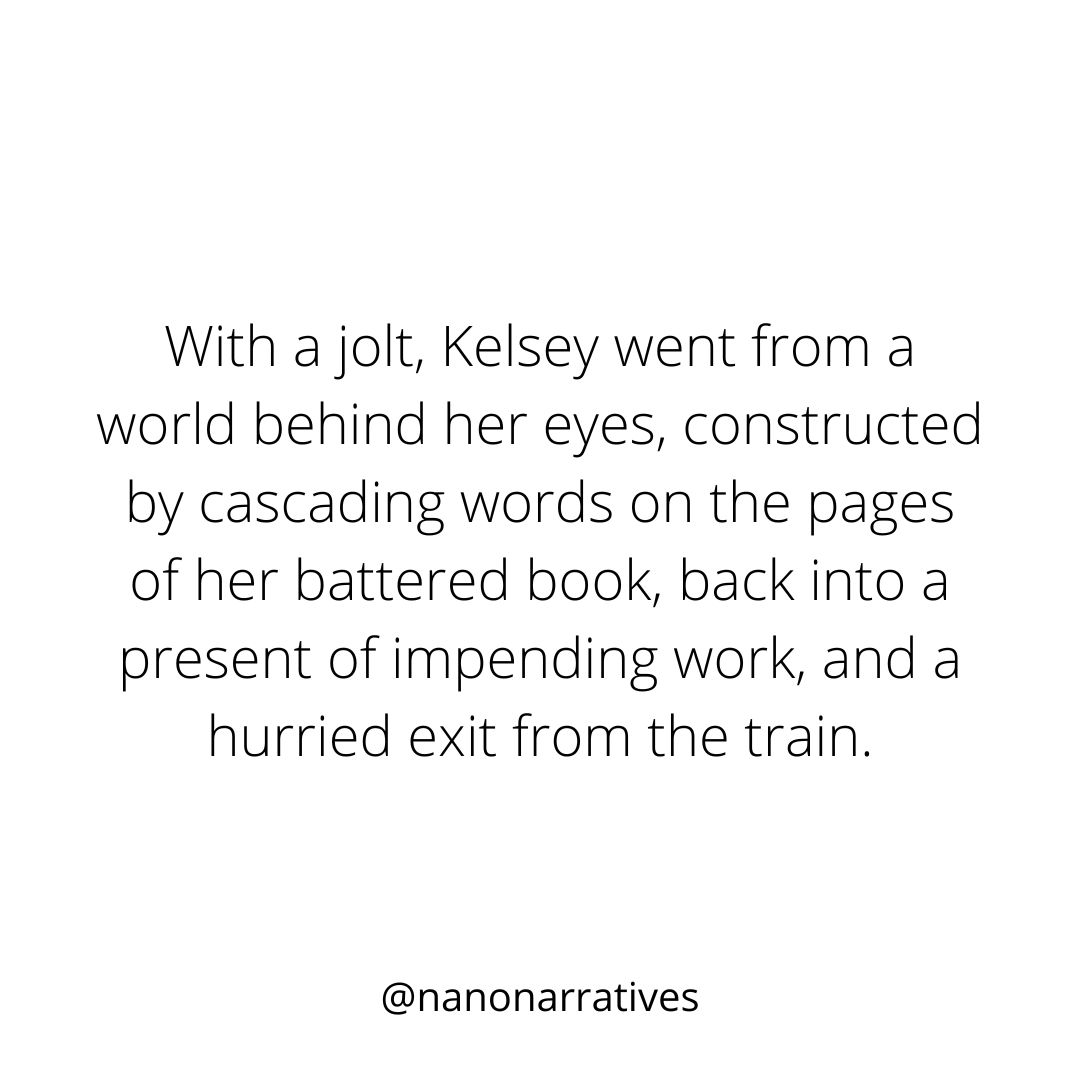 With a jolt, Kelsey went from a
world behind her eyes, constructed
by cascading words on the pages
of her battered book, back into a
present of impending work, and a
hurried exit from the train.
@nanonarratives